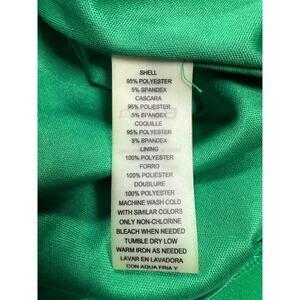 SHELL
95% POLYESTER
5% SPANDEX
CASCARA
95% POLIESTER
5% SPANDEX
COQUILLE
95% POLYESTER
5% SPANDEX
LINING
100% POLYESTER
FORRO
100% POLIESTER
DOUBLURE
100% POLYESTER
MACHINE WASH COLD
WITH SIMILAR COLORS
ONLY NON-CHLORINE
BLEACH WHEN NEEDED
TUMBLE DRY LOW
WARM IRON AS NEEDED
LAVAR EN LAVADORA
CON AQUA FRIA Y